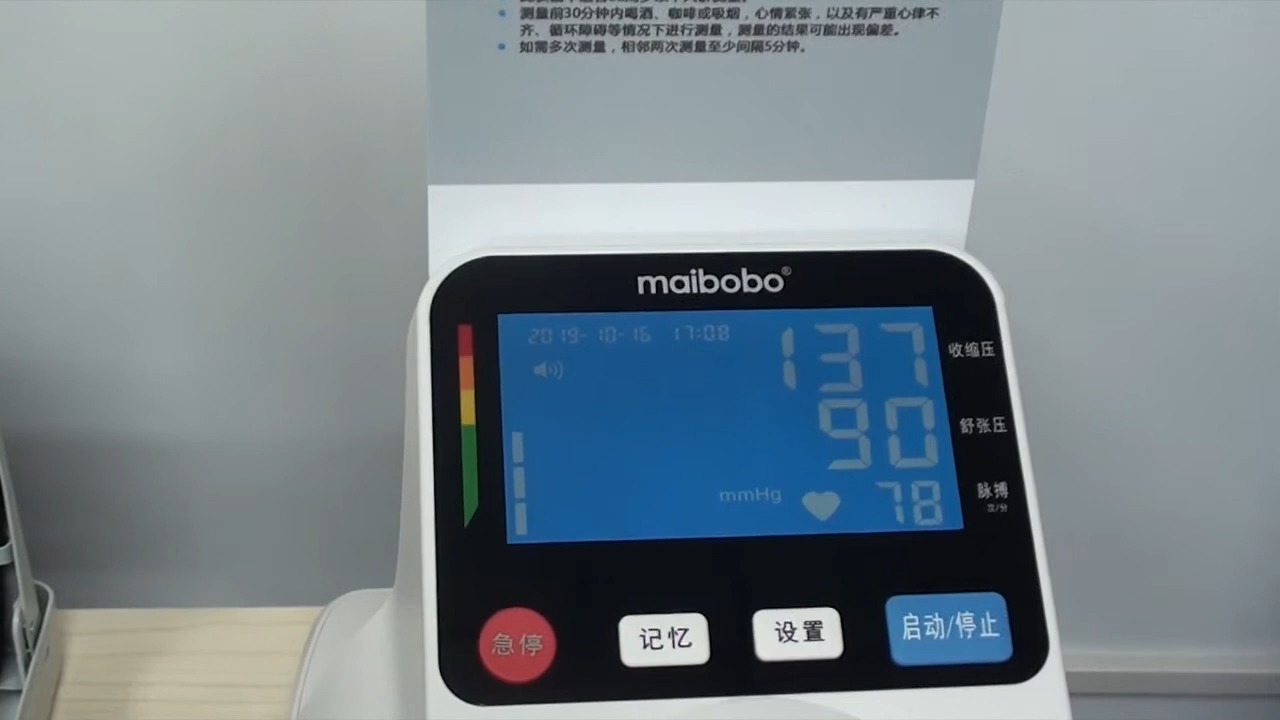 测量前30分钟内喝酒、咖啡或吸烟，心情紧张，以及有严重心律不
齐、循环障碍等情况下进行测量，测量的结果可能出现偏差。
如需多次测量，相邻两次测量至少间隔5分钟。
maibobo®
2019-10-16 17:08
137 收缩压
90 舒张压
mmHg 78 脉搏
次/分
急停 记忆 设置 启动/停止